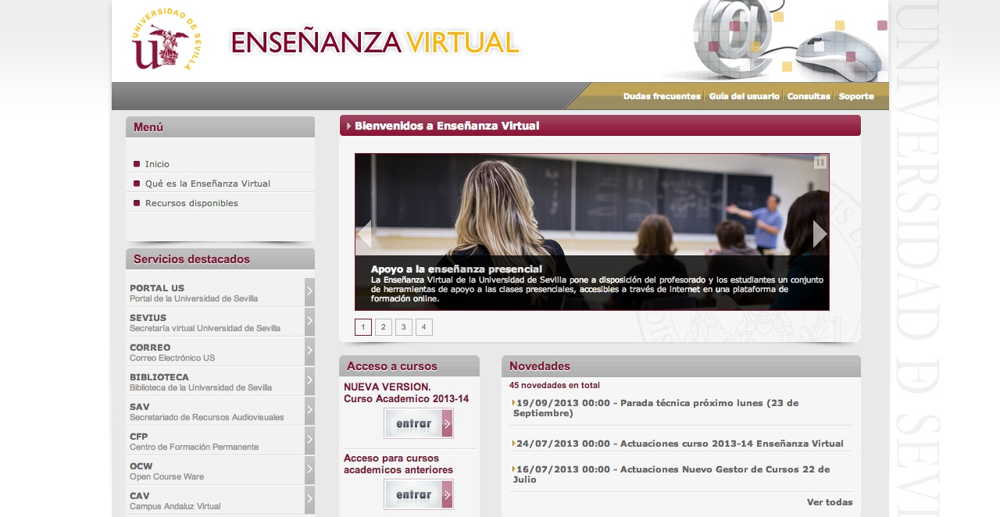 UNIVERSIDAD DE SEVILLA
ENSEÑANZA VIRTUAL
Dudas frecuentes
Guía del usuario
Consultas
Soporte
Menú
Inicio
Qué es la Enseñanza Virtual
Recursos disponibles
Servicios destacados
PORTAL US
Portal de la Universidad de Sevilla
SEVIUS
Secretaría virtual Universidad de Sevilla
CORREO
Correo Electrónico US
BIBLIOTECA
Biblioteca de la Universidad de Sevilla
SAV
Secretariado de Recursos Audiovisuales
CFP
Centro de Formación Permanente
OCW
Open Course Ware
CAV
Campus Andaluz Virtual
Bienvenidos a Enseñanza Virtual
Apoyo a la enseñanza presencial
La Enseñanza Virtual de la Universidad de Sevilla pone a disposición del profesorado y los estudiantes un conjunto
de herramientas de apoyo a las clases presenciales, accesibles a través de internet en una plataforma de
formación online.
1 2 3 4
Acceso a cursos
NUEVA VERSION.
Curso Academico 2013-14
entrar
Acceso para cursos
academicos anteriores
entrar
Novedades
45 novedades en total
19/09/2013 00:00 - Parada técnica próximo lunes (23 de
Septiembre)
24/07/2013 00:00 - Actuaciones curso 2013-14 Enseñanza Virtual
16/07/2013 00:00 - Actuaciones Nuevo Gestor de Cursos 22 de
Julio
Ver todas
UNIVERSIDAD DE SEVI